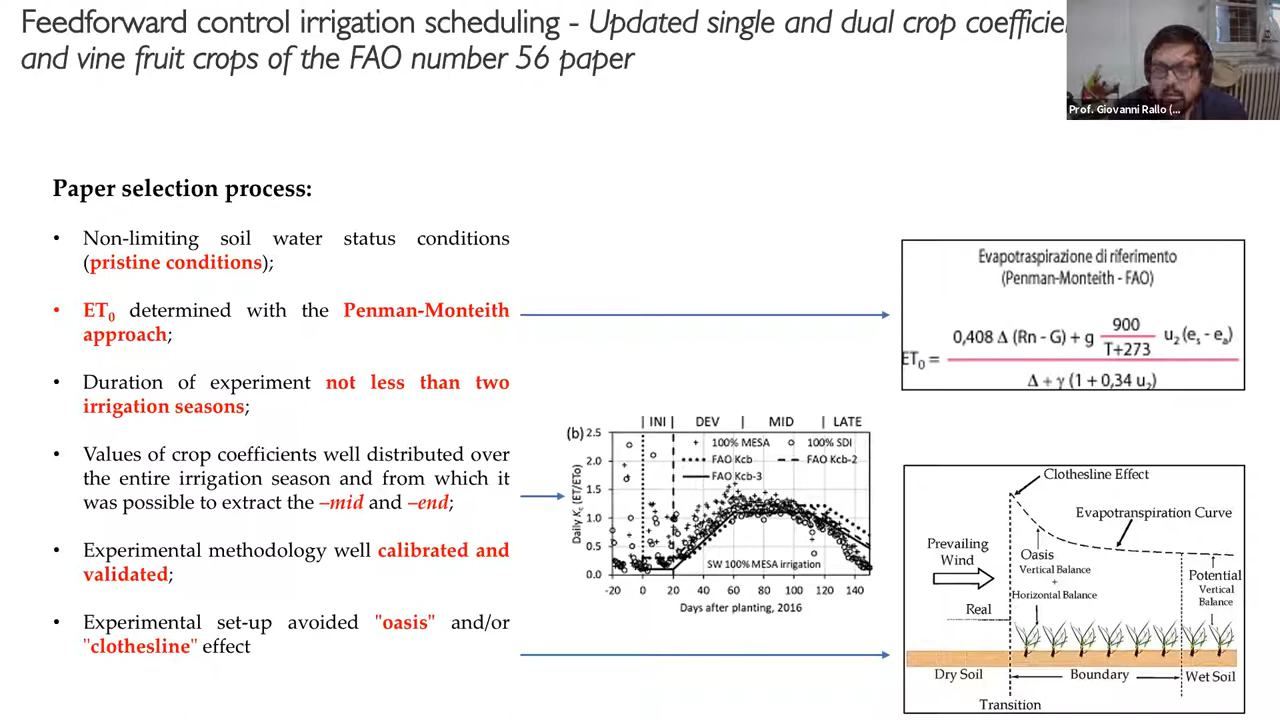 Feedforward control irrigation scheduling - Updated single and dual crop
and vine fruit crops of the FAO number 56 paper
Prof. Giovanni Rallo (...
Paper selection process:
• Non-limiting soil water status conditions
(pristine conditions);
• ET0 determined with the Penman-Monteith
approach;
• Duration of experiment not less than two
irrigation seasons;
• Values of crop coefficients well distributed over
the entire irrigation season and from which it
was possible to extract the –mid and –end;
• Experimental methodology well calibrated and
validated;
• Experimental set-up avoided "oasis" and/or
"clothesline" effect
Evapotraspirazione di riferimento
(Penman-Monteith - FAO)
ET0 = 0,408 Δ (Rn - G) + g 900 u2 (es - ea)
T+273
Δ + γ (1 + 0,34 u2)
INI DEV MID LATE
(b) 2.5
2.0
1.5
1.0
0.5
0.0
Daily Kc (ET/ETo)
+ 100% MESA o 100% SDI
FAO Kcb FAO Kcb-2
FAO Kcb-3
SW 100% MESA irrigation
-20 0 20 40 60 80 100 120 140
Days after planting, 2016
Clothesline Effect
Evapotranspiration Curve
Prevailing
Wind
Oasis
Vertical Balance
+
Horizontal Balance
Potential
Vertical
Balance
Real
Dry Soil Boundary Wet Soil
Transition